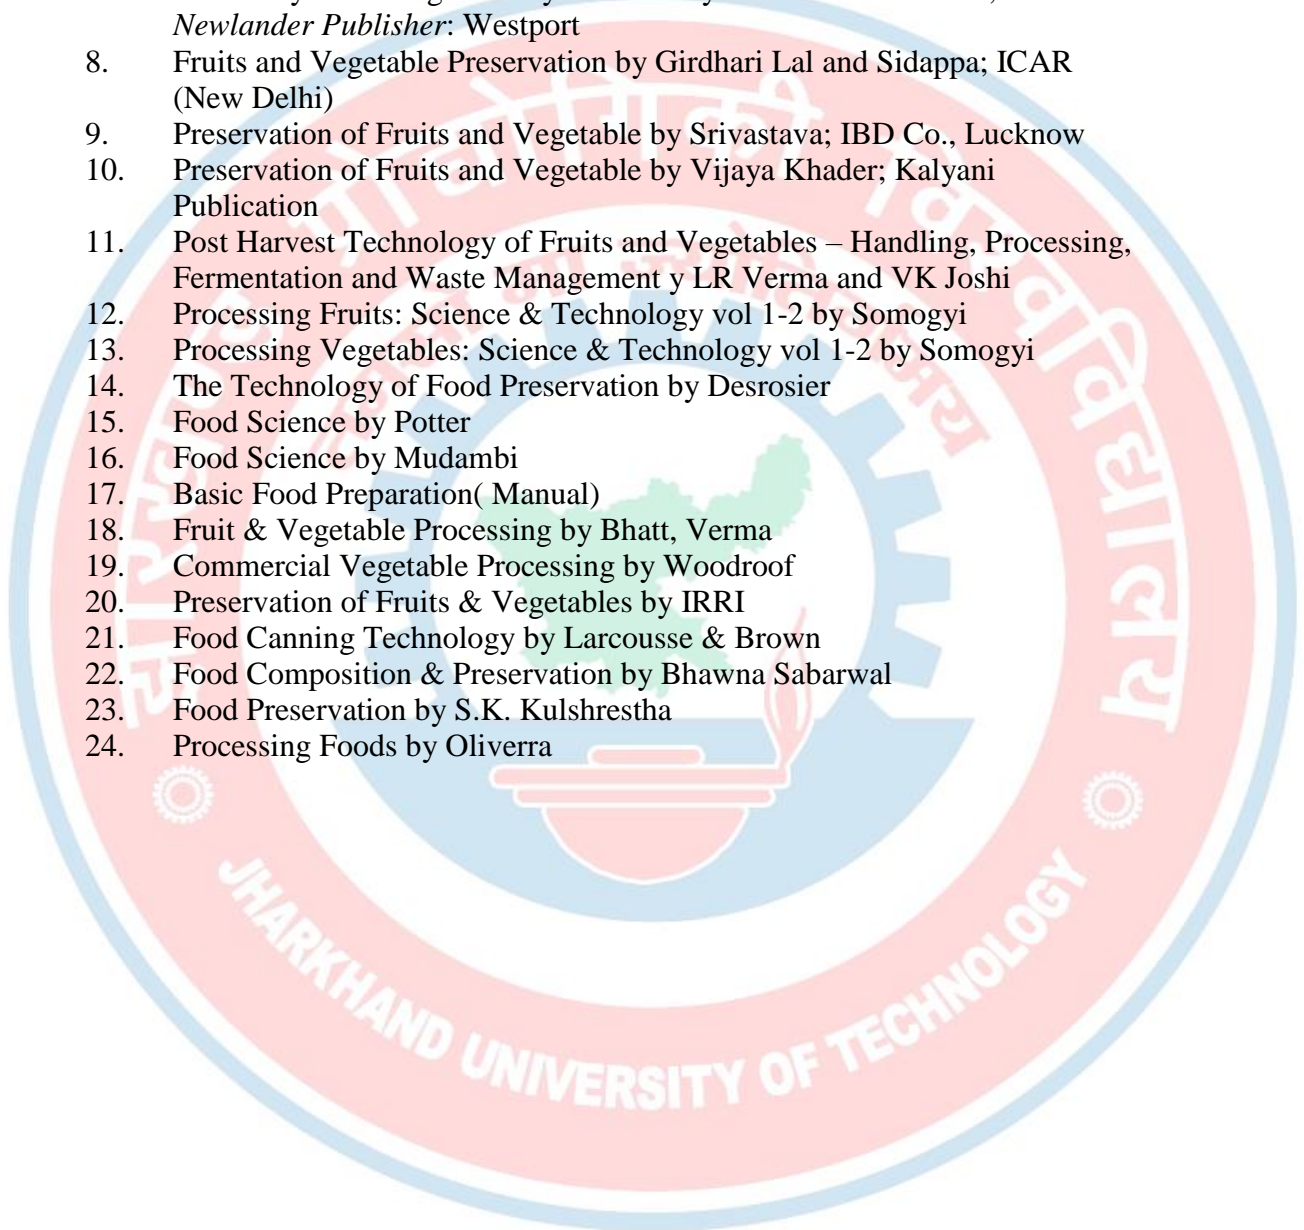 Newlander Publisher: Westport
8. Fruits and Vegetable Preservation by Girdhari Lal and Sidappa; ICAR
(New Delhi)
9. Preservation of Fruits and Vegetable by Srivastava; IBD Co., Lucknow
10. Preservation of Fruits and Vegetable by Vijaya Khader; Kalyani
Publication
11. Post Harvest Technology of Fruits and Vegetables – Handling, Processing,
Fermentation and Waste Management y LR Verma and VK Joshi
12. Processing Fruits: Science & Technology vol 1-2 by Somogyi
13. Processing Vegetables: Science & Technology vol 1-2 by Somogyi
14. The Technology of Food Preservation by Desrosier
15. Food Science by Potter
16. Food Science by Mudambi
17. Basic Food Preparation( Manual)
18. Fruit & Vegetable Processing by Bhatt, Verma
19. Commercial Vegetable Processing by Woodroof
20. Preservation of Fruits & Vegetables by IRRI
21. Food Canning Technology by Larcousse & Brown
22. Food Composition & Preservation by Bhawna Sabarwal
23. Food Preservation by S.K. Kulshrestha
24. Processing Foods by Oliverra
झारखण्ड प्रौद्योगिकी विश्वविद्यालय
JHARKHAND UNIVERSITY OF TECHNOLOGY